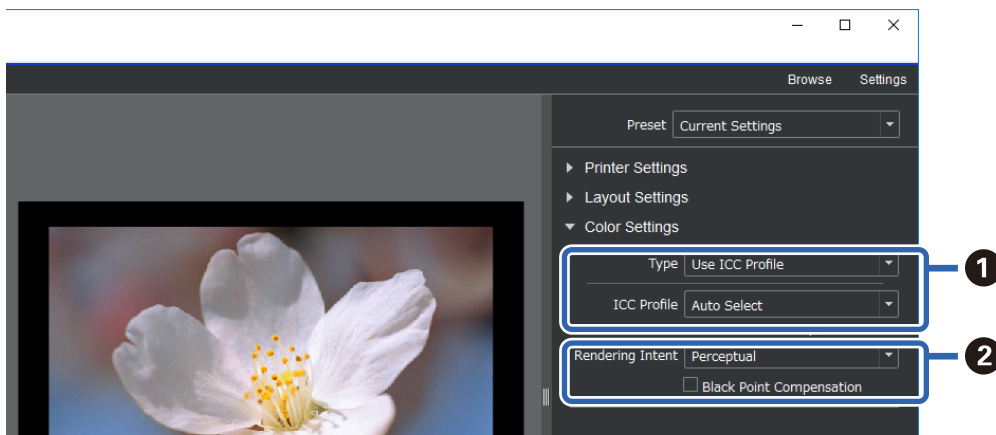 Browse Settings
Preset Current Settings
Printer Settings
Layout Settings
Color Settings
Type Use ICC Profile
1
ICC Profile Auto Select
Rendering Intent Perceptual
2
Black Point Compensation